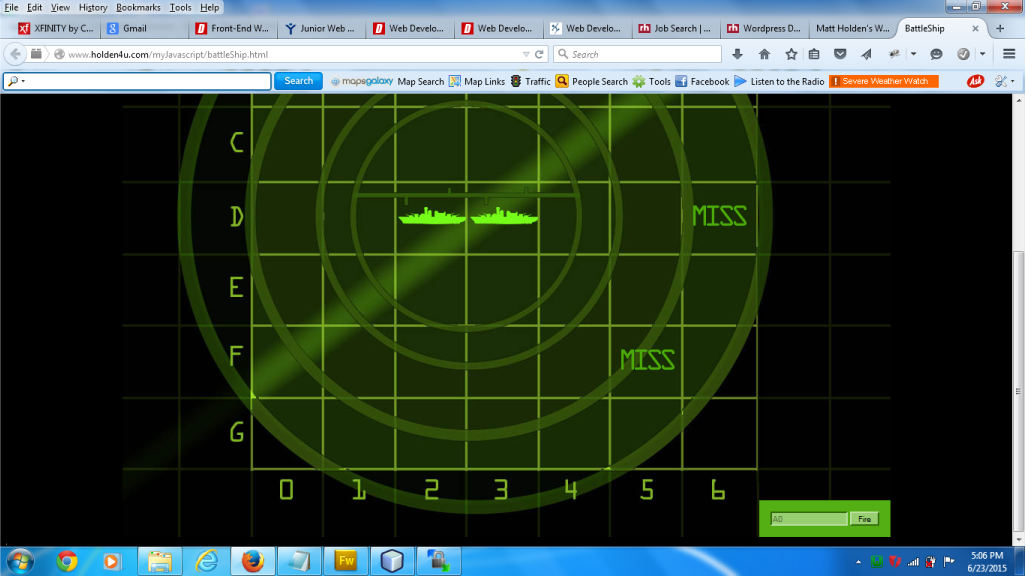 File Edit View History Bookmarks Tools Help
XFINITY by C... Gmail Front-End W... Junior Web ... Web Develo... Web Develo... Web Develo... Job Search | ... Wordpress D... Matt Holden's W... BattleShip
www.holden4u.com/myJavascript/battleShip.html Search
Search mapsgalaxy Map Search Map Links Traffic People Search Tools Facebook Listen to the Radio Severe Weather Watch Ask
C
D MISS
E
F MISS
G
0 1 2 3 4 5 6
A0 Fire
Fw 5:06 PM
6/23/2015